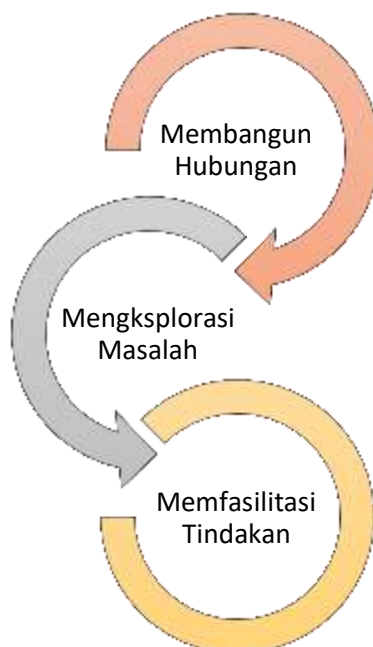 Membangun
Hubungan
Mengksplorasi
Masalah
Memfasilitasi
Tindakan